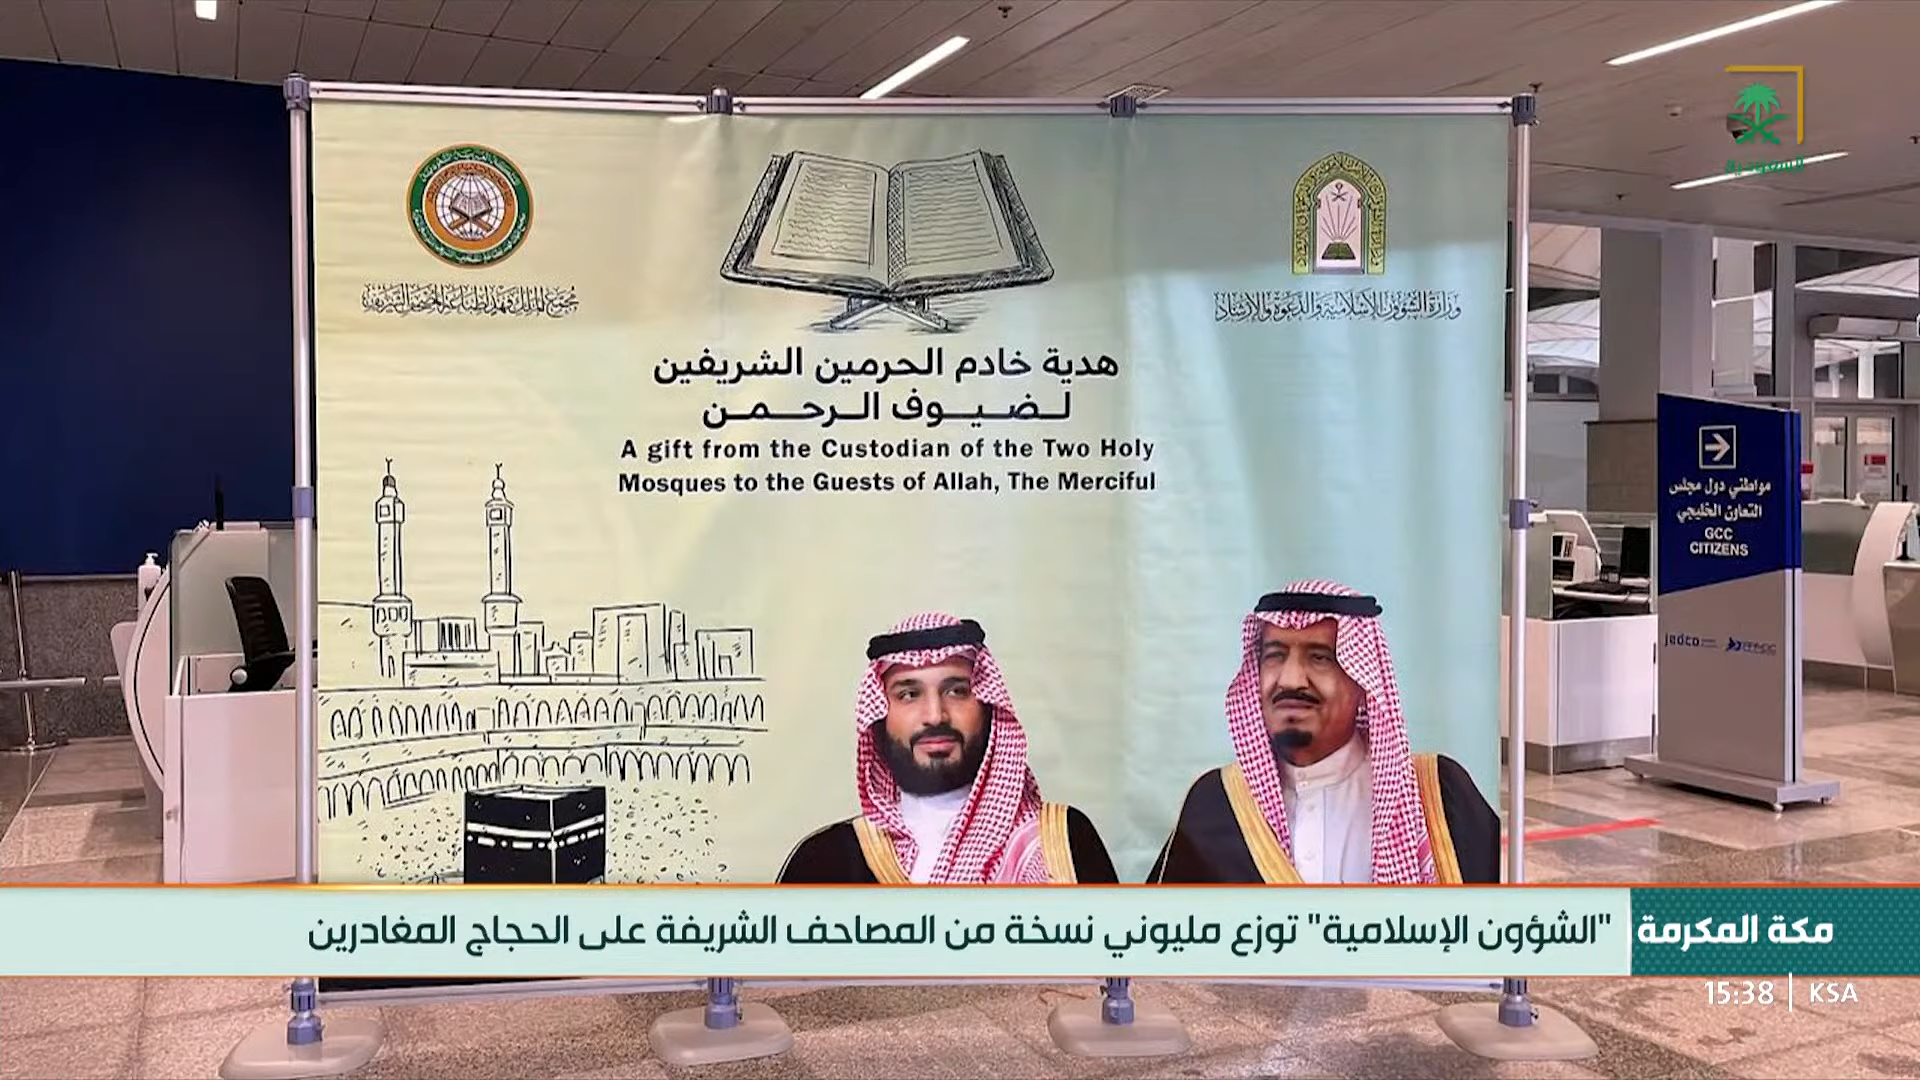 السعودية
مجمع الملك فهد لطباعة المصحف الشريف
وزارة الشؤون الإسلامية والدعوة والإرشاد
هدية خادم الحرمين الشريفين
لضيوف الرحمن
A gift from the Custodian of the Two Holy
Mosques to the Guests of Allah, The Merciful
مواطني دول مجلس
التعاون الخليجي
GCC
CITIZENS
jedco
مكة المكرمة
"الشؤون الإسلامية" توزع مليوني نسخة من المصاحف الشريفة على الحجاج المغادرين
15:38 | KSA